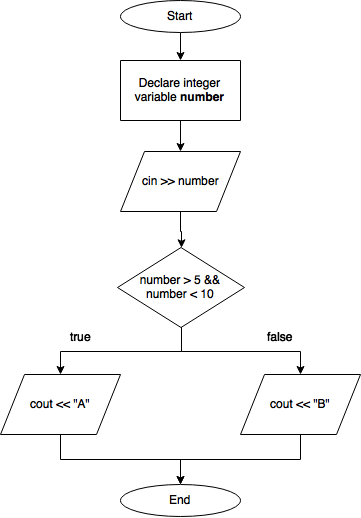 Start
Declare integer
variable number
cin >> number
number > 5 &&
number < 10
true
false
cout << "A"
cout << "B"
End